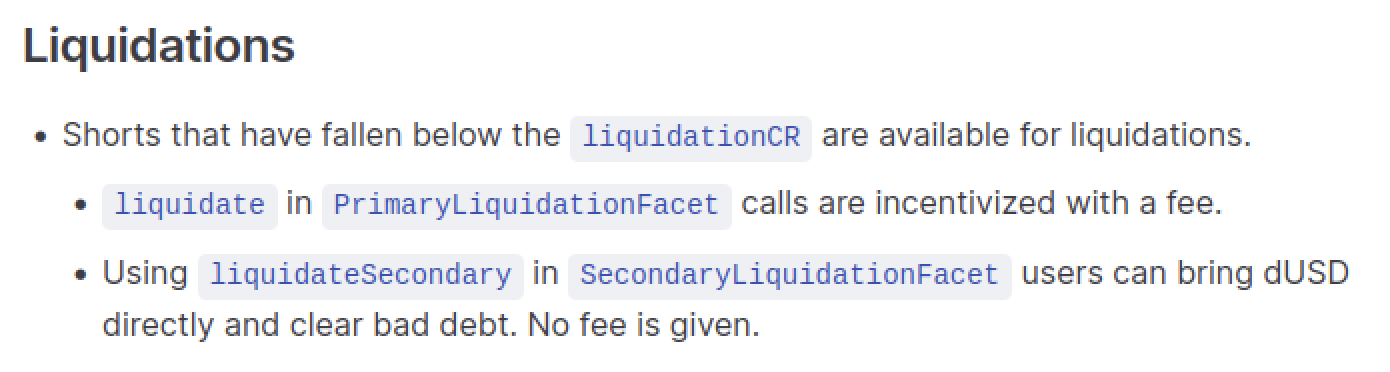 Liquidations
• Shorts that have fallen below the liquidationCR are available for liquidations.
• liquidate in PrimaryLiquidationFacet calls are incentivized with a fee.
• Using liquidateSecondary in SecondaryLiquidationFacet users can bring dUSD
directly and clear bad debt. No fee is given.